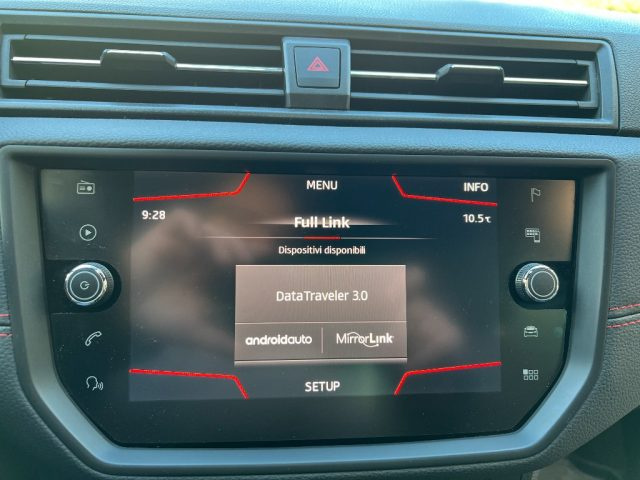 MENU
INFO
9:28
Full Link
10.5℃
Dispositivi disponibili
DataTraveler 3.0
androidauto
MirrorLink
SETUP